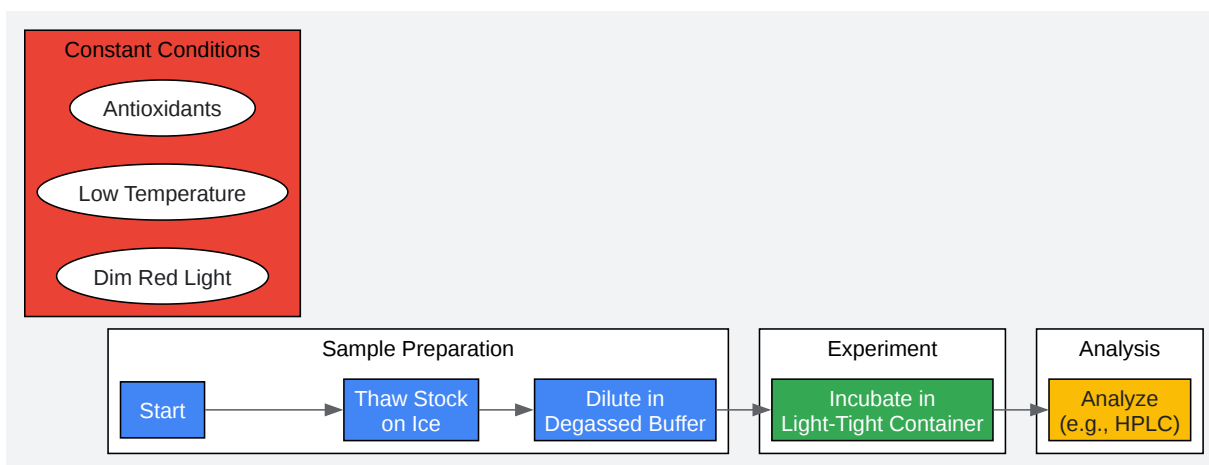 Constant Conditions
Antioxidants
Low Temperature
Dim Red Light
Sample Preparation
Start
Thaw Stock
on Ice
Dilute in
Degassed Buffer
Experiment
Incubate in
Light-Tight Container
Analysis
Analyze
(e.g., HPLC)